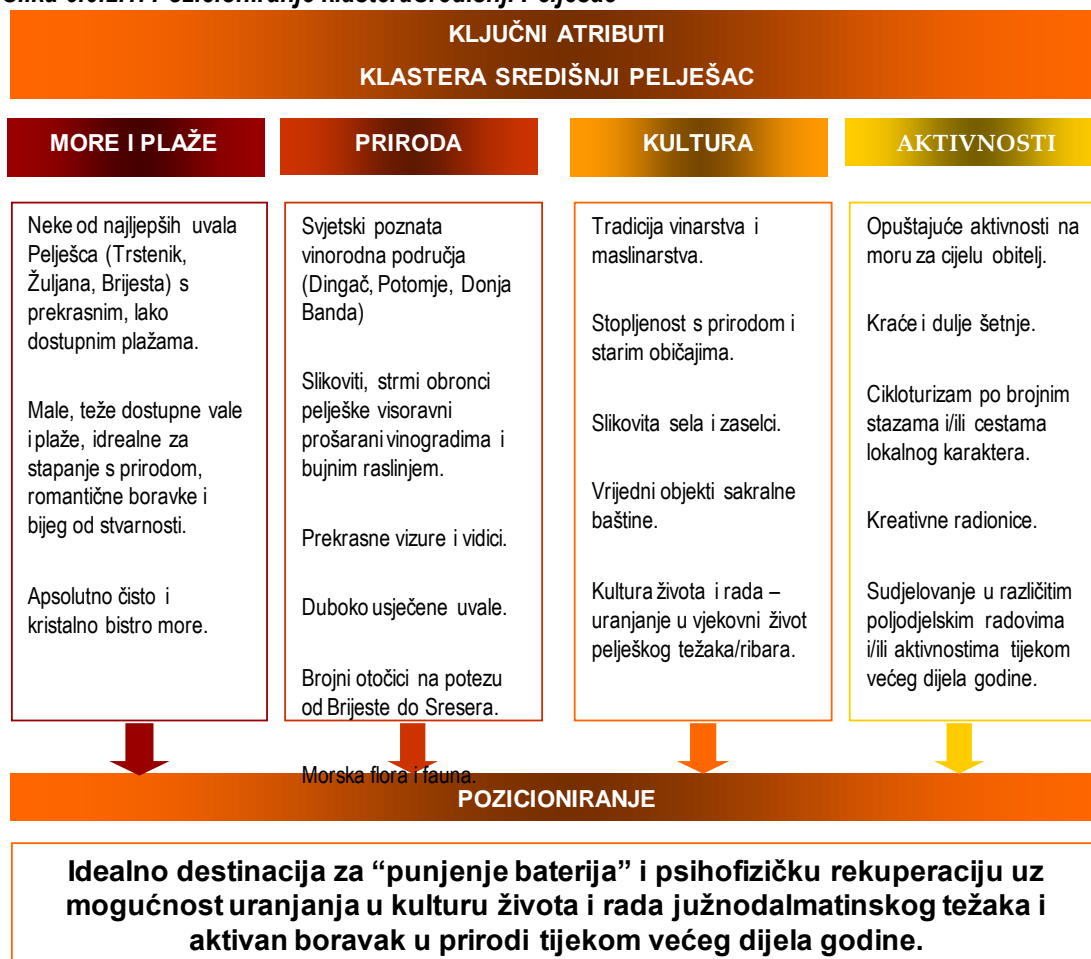 KLJUČNI ATRIBUTI
KLASTERA SREDIŠNJI PELJEŠAC
MORE I PLAŽE
Neke od najljepših uvala
Pelješca (Trstenik,
Žuljana, Brijesta) s
prekrasnim, lako
dostupnim plažama.
Male, teže dostupne vale
i plaže, idrealne za
stapanje s prirodom,
romantične boravke i
bijeg od stvarnosti.
Apsolutno čisto i
kristalno bistro more.
PRIRODA
Svjetski poznata
vinorodna područja
(Dingač, Potomje, Donja
Banda)
Slikoviti, strmi obronci
pelješke visoravni
prošarani vinogradima i
bujnim raslinjem.
Prekrasne vizure i vidici.
Duboko usječene uvale.
Brojni otočici na potezu
od Brijeste do Sresera.
Morska flora i fauna.
KULTURA
Tradicija vinarstva i
maslinarstva.
Stopljenost s prirodom i
starim običajima.
Slikovita sela i zaselci.
Vrijedni objekti sakralne
baštine.
Kultura života i rada –
uranjanje u vjekovni život
pelješkog težaka/ribara.
AKTIVNOSTI
Opuštajuće aktivnosti na
moru za cijelu obitelj.
Kraće i dulje šetnje.
Cikloturizam po brojnim
stazama i/ili cestama
lokalnog karaktera.
Kreativne radionice.
Sudjelovanje u različitim
poljodjelskim radovima
i/ili aktivnostima tijekom
većeg dijela godine.
POZICIONIRANJE
Idealno destinacija za “punjenje baterija” i psihofizičku rekuperaciju uz
mogućnost uranjanja u kulturu života i rada južnodalmatinskog težaka i
aktivan boravak u prirodi tijekom većeg dijela godine.